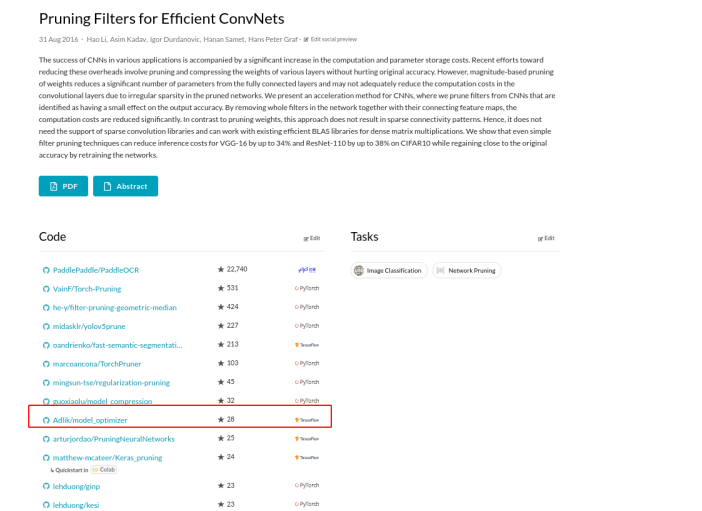 Pruning Filters for Efficient ConvNets
31 Aug 2016 · Hao Li, Asim Kadav, Igor Durdanovic, Hanan Samet, Hans Peter Graf · Edit social preview
The success of CNNs in various applications is accompanied by a significant increase in the computation and parameter storage costs. Recent efforts toward
reducing these overheads involve pruning and compressing the weights of various layers without hurting original accuracy. However, magnitude-based pruning
of weights reduces a significant number of parameters from the fully connected layers and may not adequately reduce the computation costs in the
convolutional layers due to irregular sparsity in the pruned networks. We present an acceleration method for CNNs, where we prune filters from CNNs that are
identified as having a small effect on the output accuracy. By removing whole filters in the network together with their connecting feature maps, the
computation costs are reduced significantly. In contrast to pruning weights, this approach does not result in sparse connectivity patterns. Hence, it does not
need the support of sparse convolution libraries and can work with existing efficient BLAS libraries for dense matrix multiplications. We show that even simple
filter pruning techniques can reduce inference costs for VGG-16 by up to 34% and ResNet-110 by up to 38% on CIFAR10 while regaining close to the original
accuracy by retraining the networks.
PDF Abstract
Code Edit Tasks Edit
PaddlePaddle/PaddleOCR 22,740 Image Classification Network Pruning
VainF/Torch-Pruning 531 PyTorch
he-y/filter-pruning-geometric-median 424 PyTorch
midasklr/yolov5prune 227 PyTorch
oandrienko/fast-semantic-segmentati... 213 TensorFlow
marcoancona/TorchPruner 103 PyTorch
mingsun-tse/regularization-pruning 45 PyTorch
guoxiaolu/model_compression 32 PyTorch
Adlik/model_optimizer 28 TensorFlow
arturjordao/PruningNeuralNetworks 25 TensorFlow
matthew-mcateer/Keras_pruning 24 TensorFlow
Quickstart in Colab
lehduong/ginp 23 PyTorch
lehduong/kesi 23 PyTorch